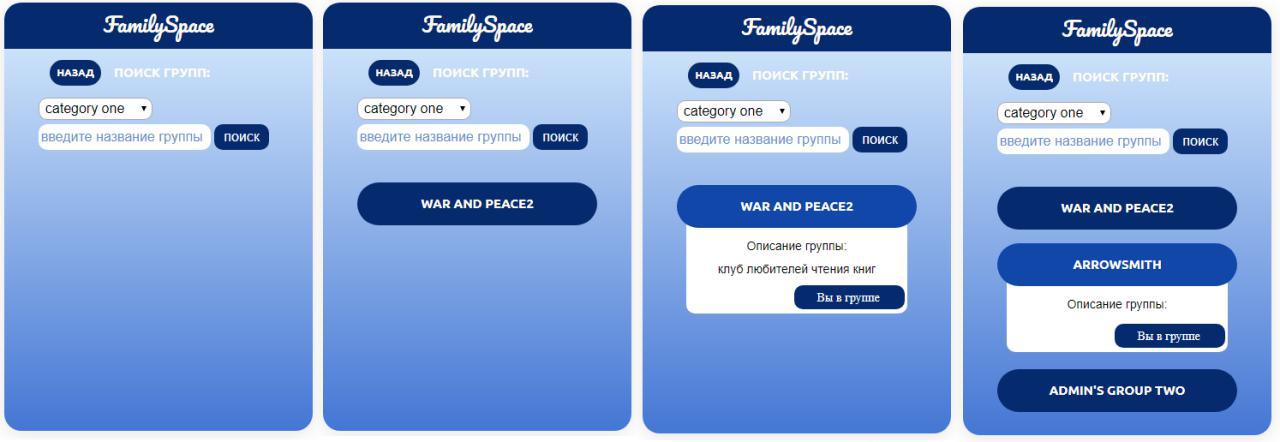 FamilySpace
НАЗАД ПОИСК ГРУПП:
category one
введите название группы ПОИСК
FamilySpace
НАЗАД ПОИСК ГРУПП:
category one
введите название группы ПОИСК
WAR AND PEACE2
FamilySpace
НАЗАД ПОИСК ГРУПП:
category one
введите название группы ПОИСК
WAR AND PEACE2
Описание группы:
клуб любителей чтения книг
Вы в группе
FamilySpace
НАЗАД ПОИСК ГРУПП:
category one
введите название группы ПОИСК
WAR AND PEACE2
ARROWSMITH
Описание группы:
Вы в группе
ADMIN'S GROUP TWO